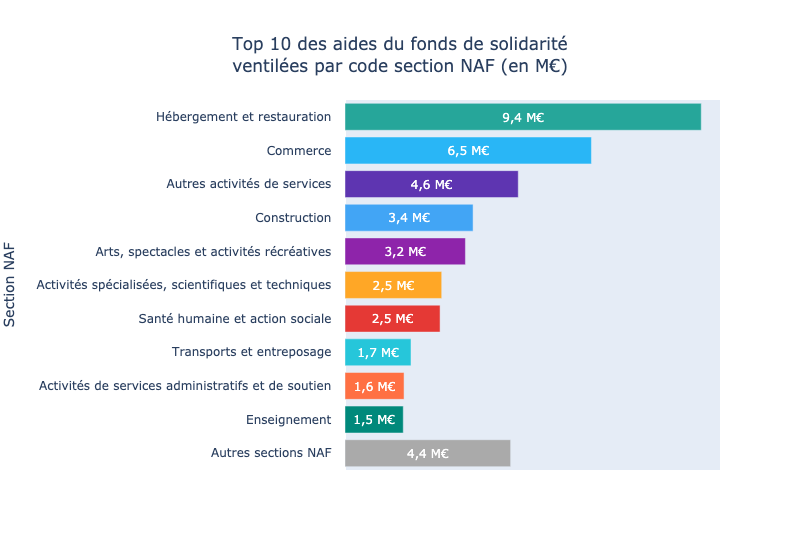 Top 10 des aides du fonds de solidarité
ventilées par code section NAF (en M€)
Section NAF
Hébergement et restauration 9,4 M€
Commerce 6,5 M€
Autres activités de services 4,6 M€
Construction 3,4 M€
Arts, spectacles et activités récréatives 3,2 M€
Activités spécialisées, scientifiques et techniques 2,5 M€
Santé humaine et action sociale 2,5 M€
Transports et entreposage 1,7 M€
Activités de services administratifs et de soutien 1,6 M€
Enseignement 1,5 M€
Autres sections NAF 4,4 M€